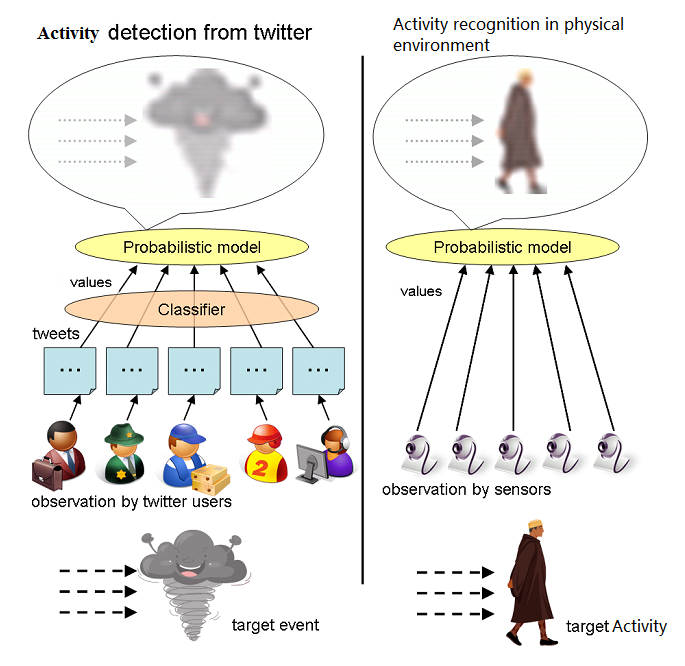 Activity detection from twitter
Probabilistic model
values
Classifier
tweets
...
...
...
...
...
2
observation by twitter users
target event
Activity recognition in physical
environment
Probabilistic model
values
observation by sensors
target Activity